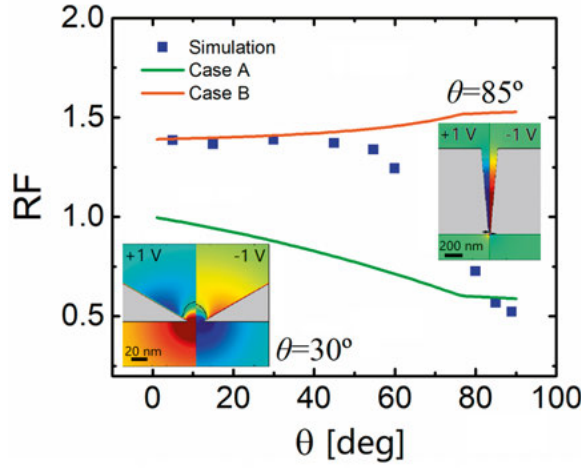 2.0
1.5
1.0
0.5
RF
Simulation
Case A
Case B
θ=85º
+1 V
-1 V
200 nm
+1 V
-1 V
20 nm
θ=30º
0
20
40
60
80
100
θ [deg]